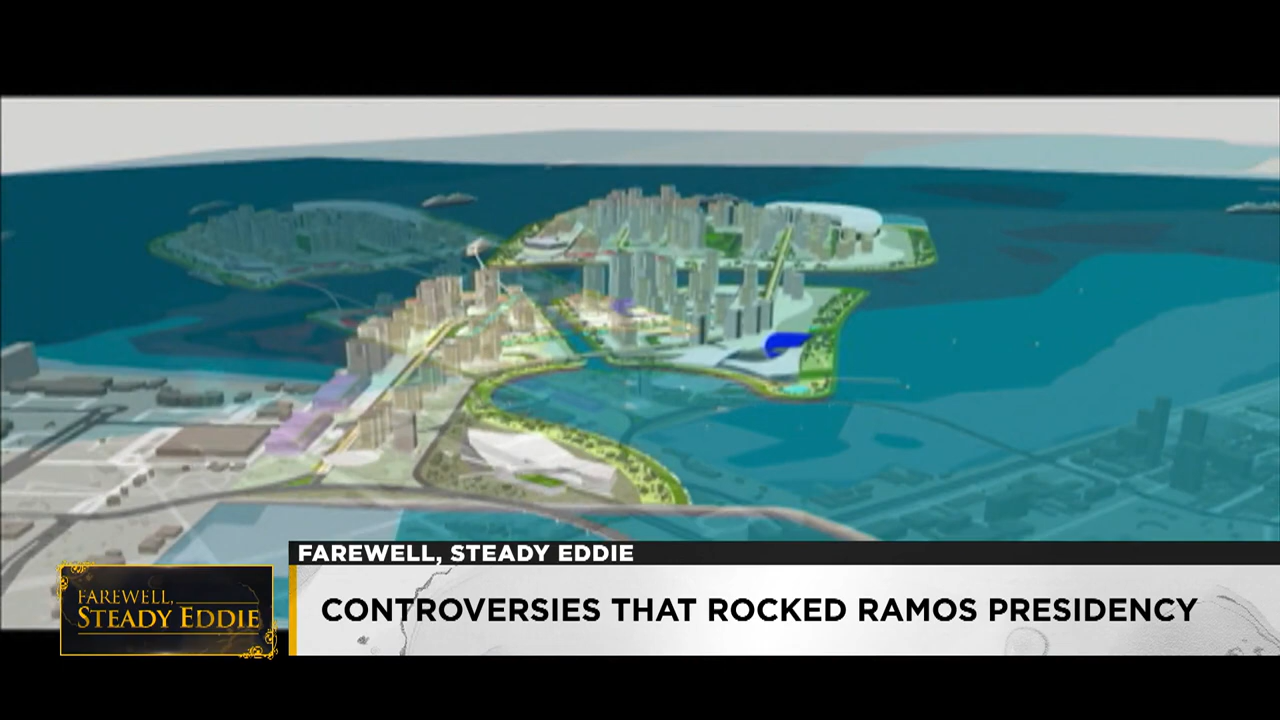 FAREWELL, STEADY EDDIE
FAREWELL,
STEADY EDDIE
CONTROVERSIES THAT ROCKED RAMOS PRESIDENCY